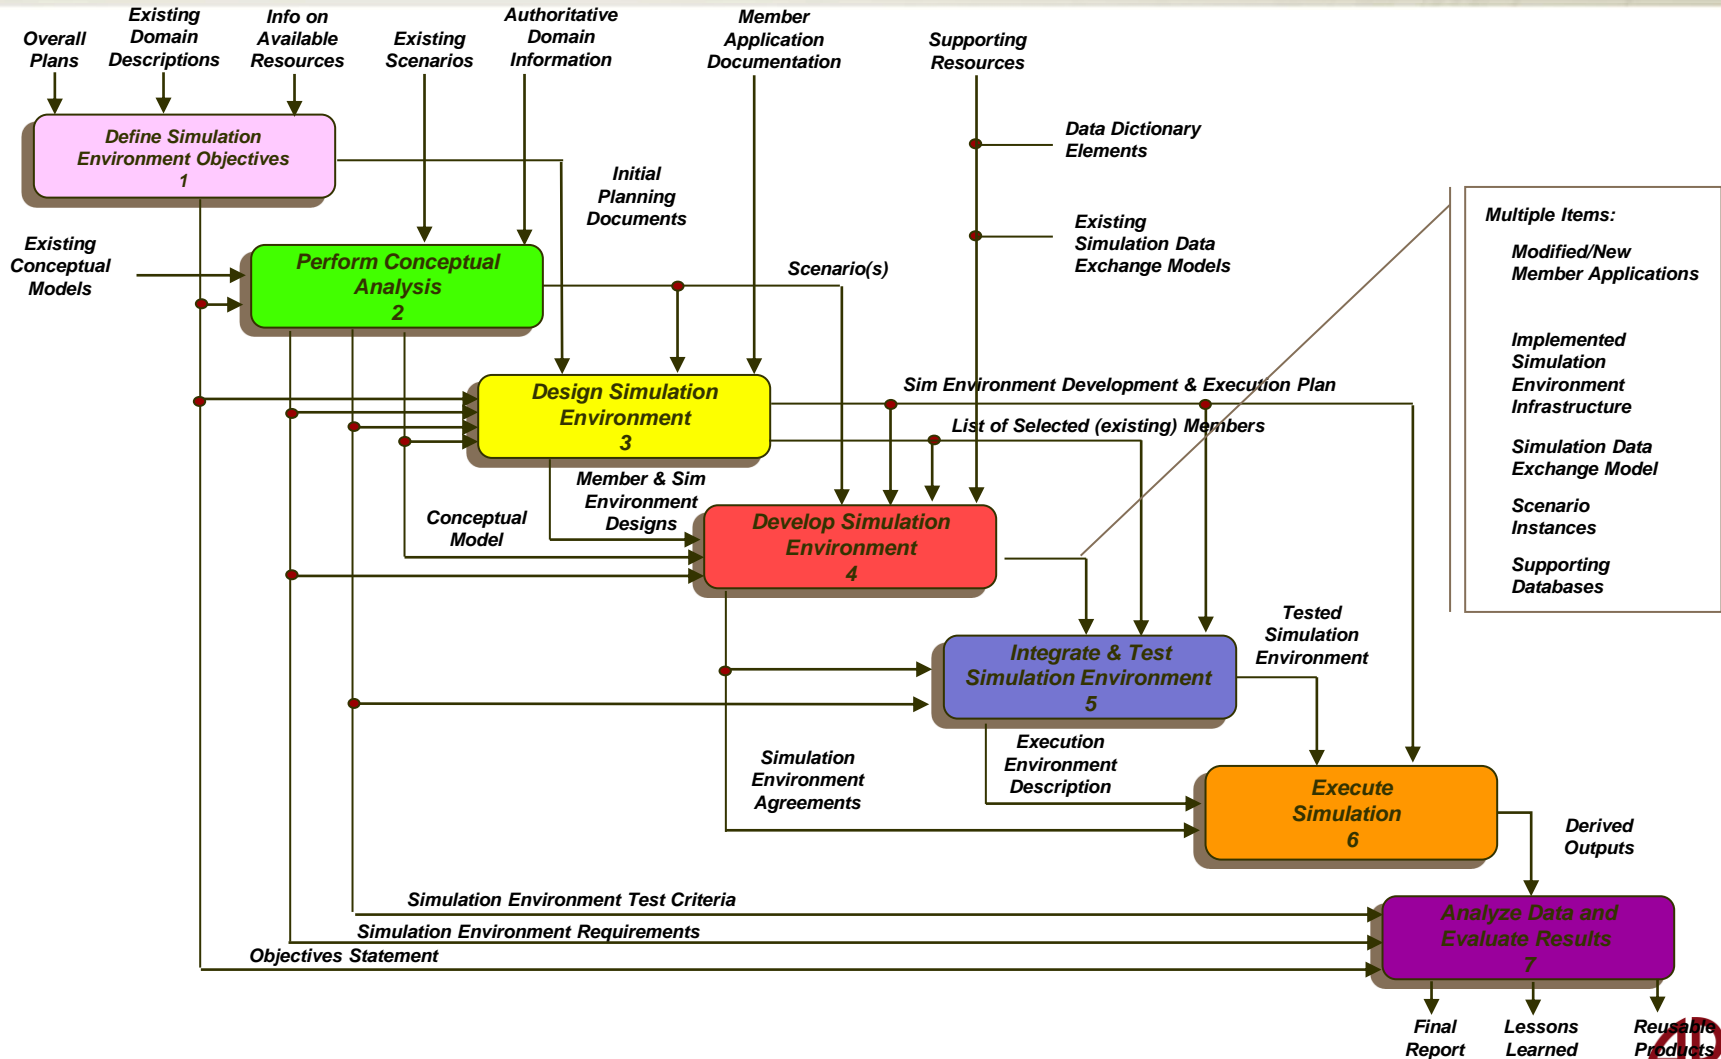 Overall
Plans
Existing
Domain
Descriptions
Info on
Available
Resources
Existing
Scenarios
Authoritative
Domain
Information
Member
Application
Documentation
Supporting
Resources
Define Simulation
Environment Objectives
1
Initial
Planning
Documents
Data Dictionary
Elements
Existing
Simulation Data
Exchange Models
Multiple Items:
Modified/New
Member Applications
Implemented
Simulation
Environment
Infrastructure
Simulation Data
Exchange Model
Scenario
Instances
Supporting
Databases
Existing
Conceptual
Models
Perform Conceptual
Analysis
2
Scenario(s)
Design Simulation
Environment
3
Sim Environment Development & Execution Plan
List of Selected (existing) Members
Member & Sim
Environment
Designs
Conceptual
Model
Develop Simulation
Environment
4
Integrate & Test
Simulation Environment
5
Tested
Simulation
Environment
Simulation
Environment
Agreements
Execution
Environment
Description
Execute
Simulation
6
Derived
Outputs
Simulation Environment Test Criteria
Simulation Environment Requirements
Objectives Statement
Analyze Data and
Evaluate Results
7
Final
Report
Lessons
Learned
Reusable
Products